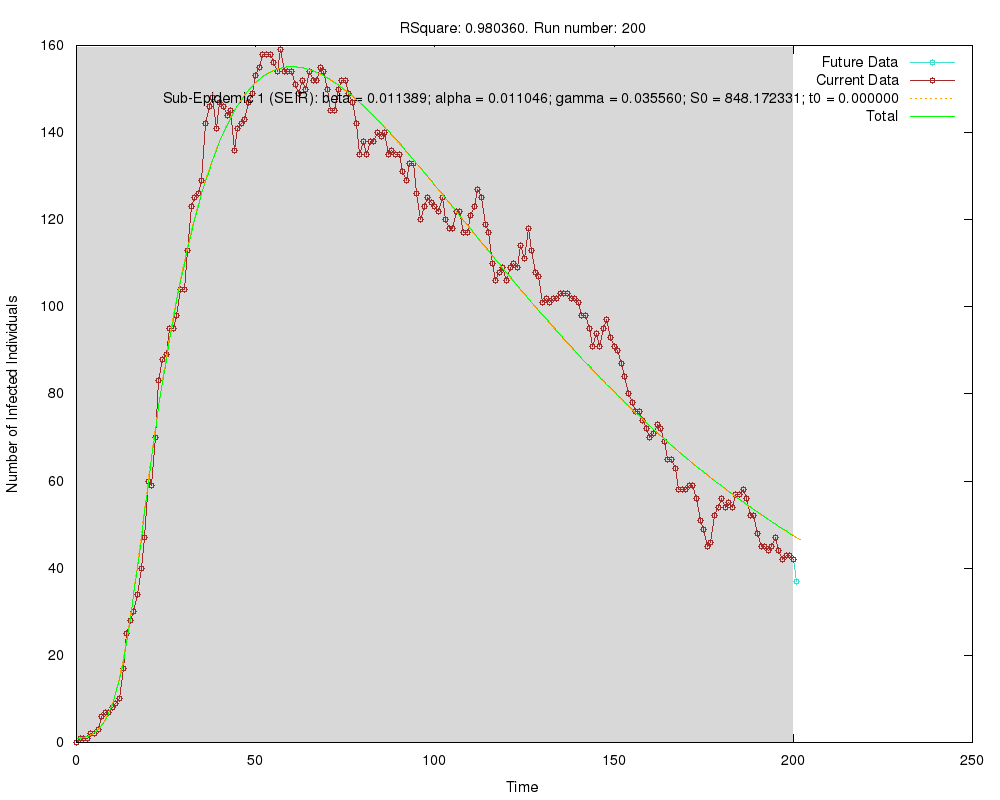 RSquare: 0.980360. Run number: 200
160
140
120
100
80
60
40
20
0
0 50 100 150 200 250
Number of Infected Individuals
Time
Future Data
Current Data
Sub-Epidemic 1 (SEIR): beta = 0.011389; alpha = 0.011046; gamma = 0.035560; S0 = 848.172331; t0 = 0.000000
Total